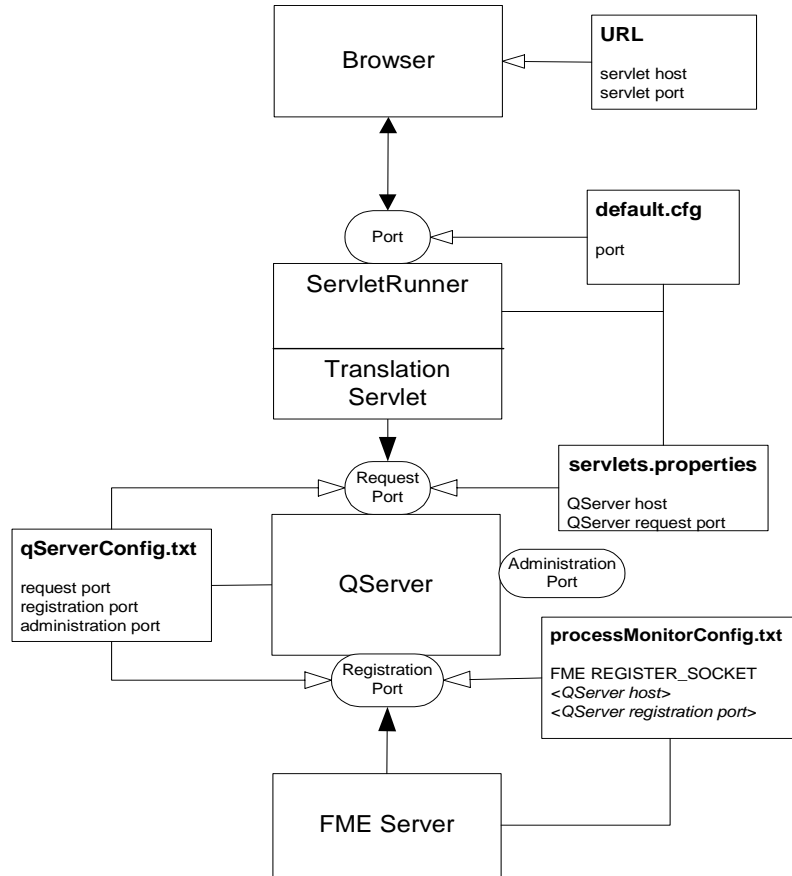 Browser
URL
servlet host
servlet port
Port
default.cfg
port
ServletRunner
Translation
Servlet
Request
Port
servlets.properties
QServer host
QServer request port
qServerConfig.txt
request port
registration port
administration port
QServer
Administration
Port
processMonitorConfig.txt
FME REGISTER_SOCKET
<QServer host>
<QServer registration port>
Registration
Port
FME Server